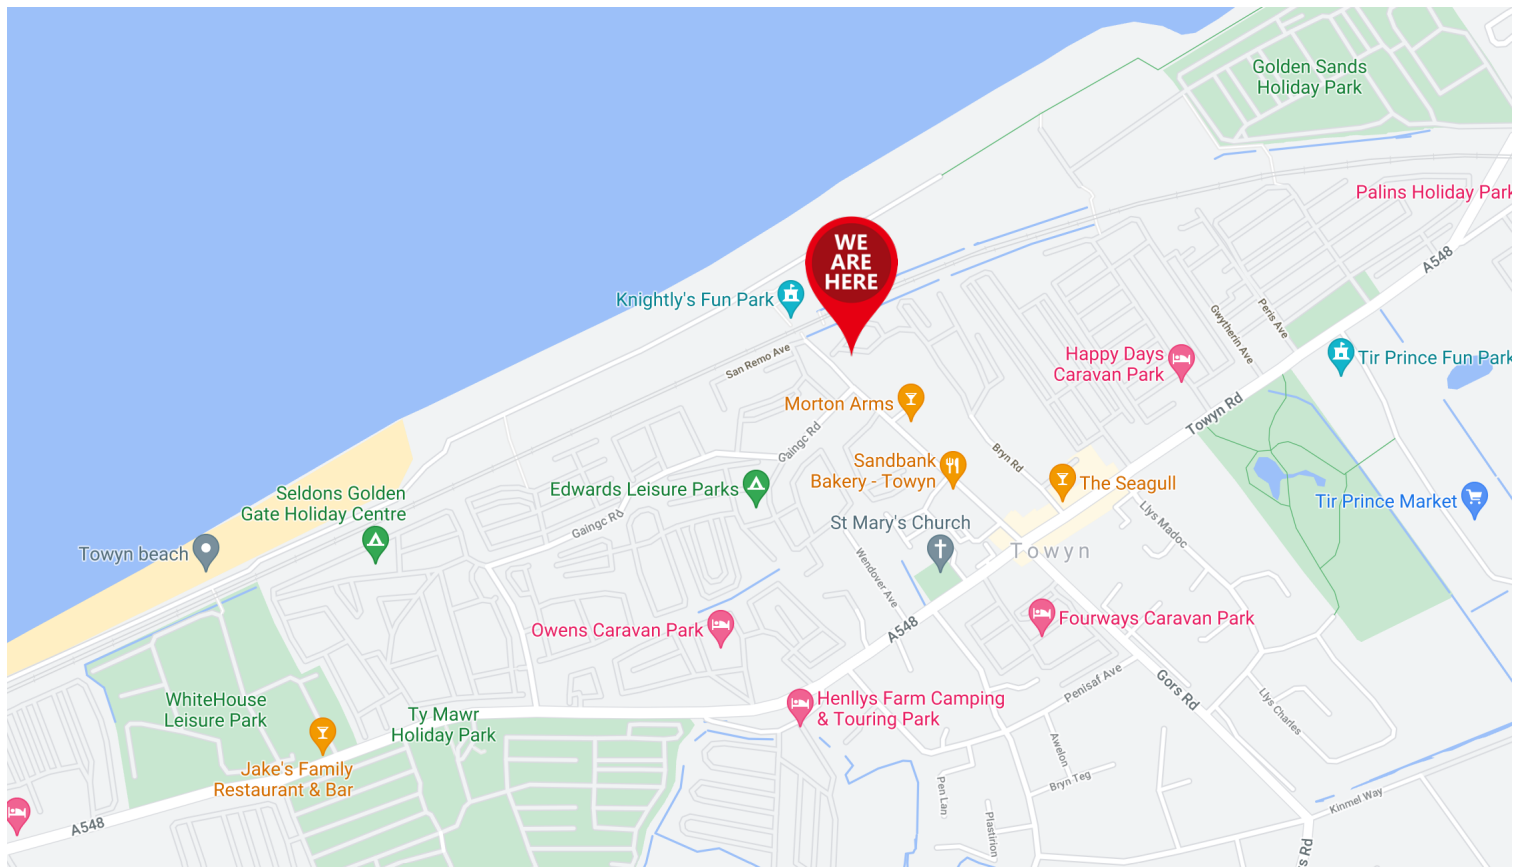 Golden Sands
Holiday Park
Palins Holiday Park
WE
ARE
HERE
A548
Knightly's Fun Park
Peris Ave
Gwytherin Ave
San Remo Ave
Happy Days
Caravan Park
Tir Prince Fun Park
Morton Arms
Towyn Rd
Gaingc Rd
Bryn Rd
Sandbank
Bakery - Towyn
The Seagull
Edwards Leisure Parks
Seldons Golden
Gate Holiday Centre
Tir Prince Market
Llys Madoc
Gaingc Rd
St Mary's Church
Towyn beach
Towyn
Wendover Ave
Owens Caravan Park
A548
Fourways Caravan Park
Penisaf Ave
Gors Rd
WhiteHouse
Leisure Park
Ty Mawr
Holiday Park
Henllys Farm Camping
& Touring Park
Llys Charles
Awelon
Jake's Family
Restaurant & Bar
Bryn Teg
Pen Lan
Kinmel Way
A548
Plastirion
s Rd